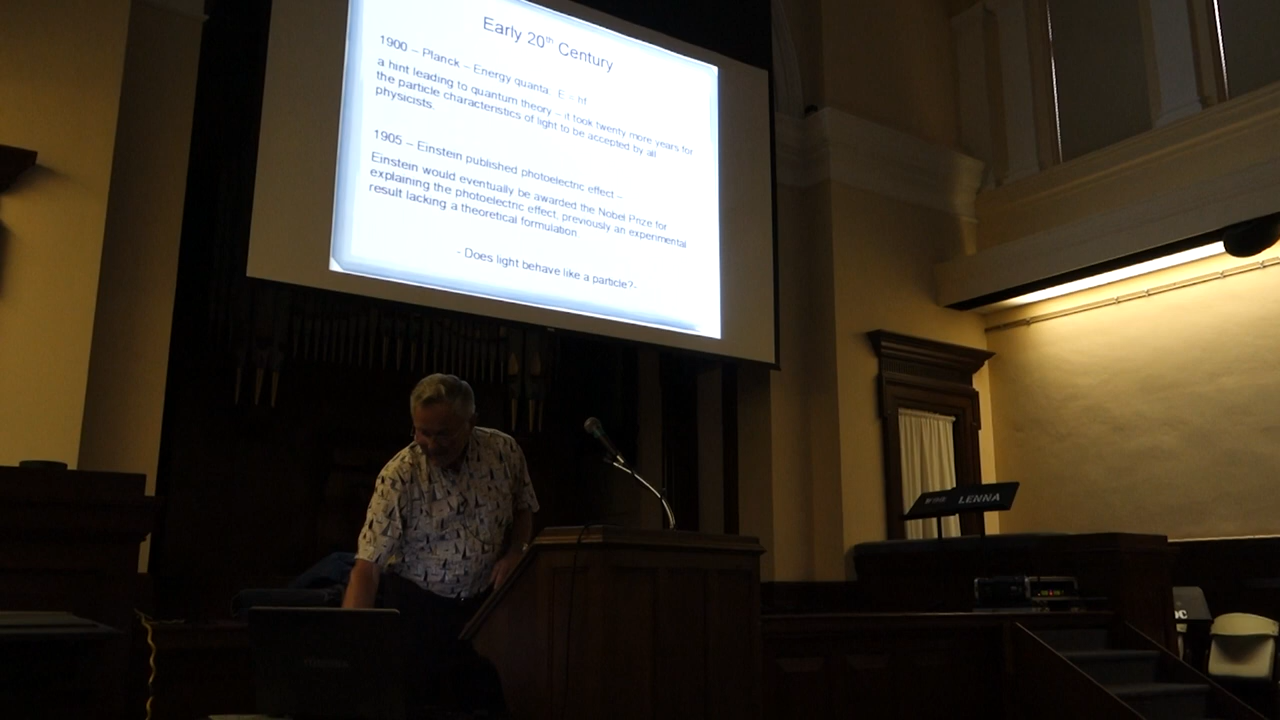 Early 20th Century
1900 – Planck – Energy quanta. E = hf
a hint leading to quantum theory – it took twenty more years for
the particle characteristics of light to be accepted by all
physicists.
1905 – Einstein published photoelectric effect –
Einstein would eventually be awarded the Nobel Prize for
explaining the photoelectric effect, previously an experimental
result lacking a theoretical formulation.
- Does light behave like a particle?-
LENNA